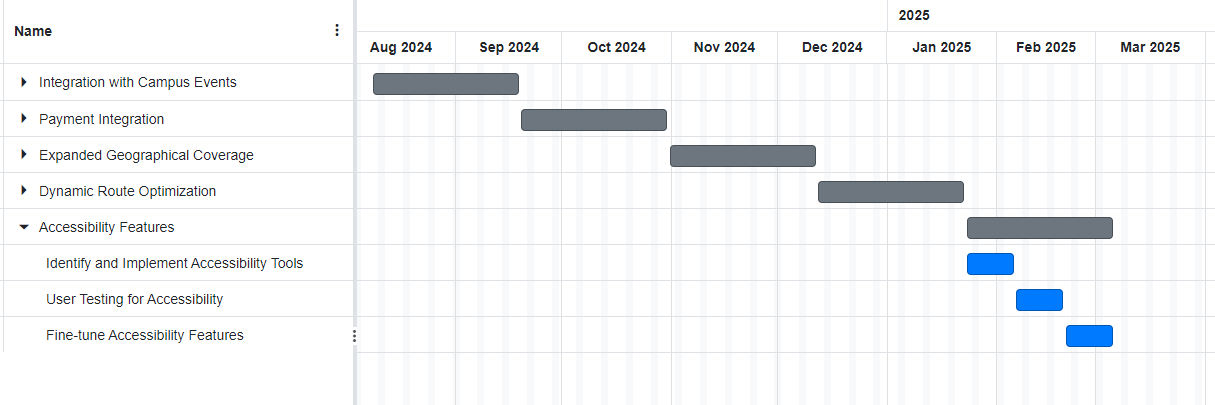 2025
Name
Aug 2024 Sep 2024 Oct 2024 Nov 2024 Dec 2024 Jan 2025 Feb 2025 Mar 2025
Integration with Campus Events
Payment Integration
Expanded Geographical Coverage
Dynamic Route Optimization
Accessibility Features
Identify and Implement Accessibility Tools
User Testing for Accessibility
Fine-tune Accessibility Features